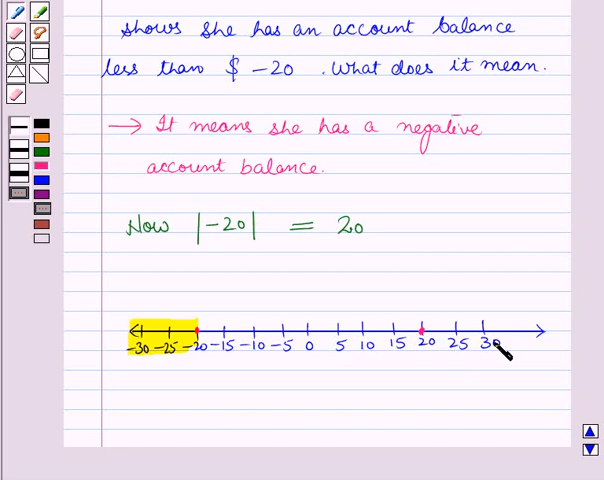 shows she has an account balance
less than $ -20 . What does it mean.
→ It means she has a negative
account balance.
Now |-20| = 20
-30 -25 -20 -15 -10 -5 0 5 10 15 20 25 30